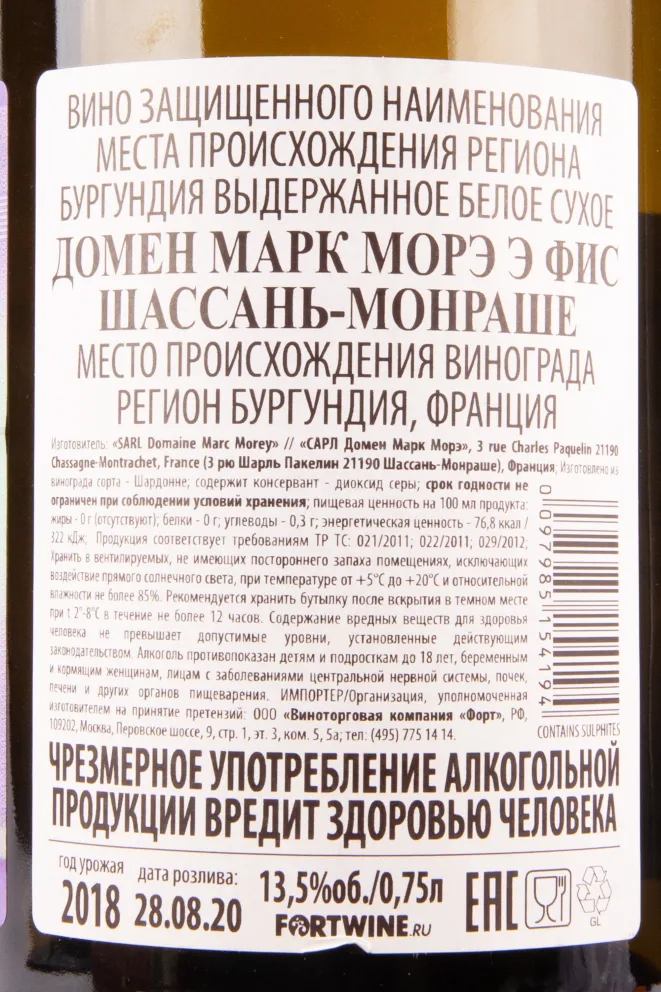 ВИНО ЗАЩИЩЕННОГО НАИМЕНОВАНИЯ
МЕСТА ПРОИСХОЖДЕНИЯ РЕГИОНА
БУРГУНДИЯ ВЫДЕРЖАННОЕ БЕЛОЕ СУХОЕ
ДОМЕН МАРК МОРЭ Э ФИС
ШАССАНЬ-МОНРАШЕ
МЕСТО ПРОИСХОЖДЕНИЯ ВИНОГРАДА
РЕГИОН БУРГУНДИЯ, ФРАНЦИЯ
Изготовитель: «SARL Domaine Marc Morey» // «САРЛ Домен Марк Морэ», 3 rue Charles Paquelin 21190
Chassagne-Montrachet, France (3 рю Шарль Пакелин 21190 Шассань-Монраше), Франция; Изготовлено из
винограда сорта - Шардонне; содержит консервант - диоксид серы; срок годности не
ограничен при соблюдении условий хранения; пищевая ценность на 100 мл продукта:
жиры - 0 г (отсутствуют); белки - 0 г; углеводы - 0,3 г; энергетическая ценность - 76,8 ккал /
322 кДж. Продукция соответствует требованиям ТР ТС: 021/2011; 022/2011; 029/2012;
Хранить в вентилируемых, не имеющих постороннего запаха помещениях, исключающих
воздействие прямого солнечного света, при температуре от +5°С до +20°С и относительной
влажности не более 85%. Рекомендуется хранить бутылку после вскрытия в темном месте
при t 2°-8°С в течение не более 12 часов. Содержание вредных веществ для здоровья
человека не превышает допустимые уровни, установленные действующим
законодательством. Алкоголь противопоказан детям и подросткам до 18 лет, беременным
и кормящим женщинам, лицам с заболеваниями центральной нервной системы, почек,
печени и других органов пищеварения. ИМПОРТЕР/Организация, уполномоченная
изготовителем на принятие претензий: ООО «Виноторговая компания «Форт», РФ,
109202, Москва, Перовское шоссе, 9, стр. 1, эт. 3, ком. 5, 5а; тел: (495) 775 14 14.
0 097985 154194
CONTAINS SULPHITES
ЧРЕЗМЕРНОЕ УПОТРЕБЛЕНИЕ АЛКОГОЛЬНОЙ
ПРОДУКЦИИ ВРЕДИТ ЗДОРОВЬЮ ЧЕЛОВЕКА
год урожая дата розлива:
2018 28.08.20
13,5%об./0,75л
FORTWINE.RU
ЕАС
GL